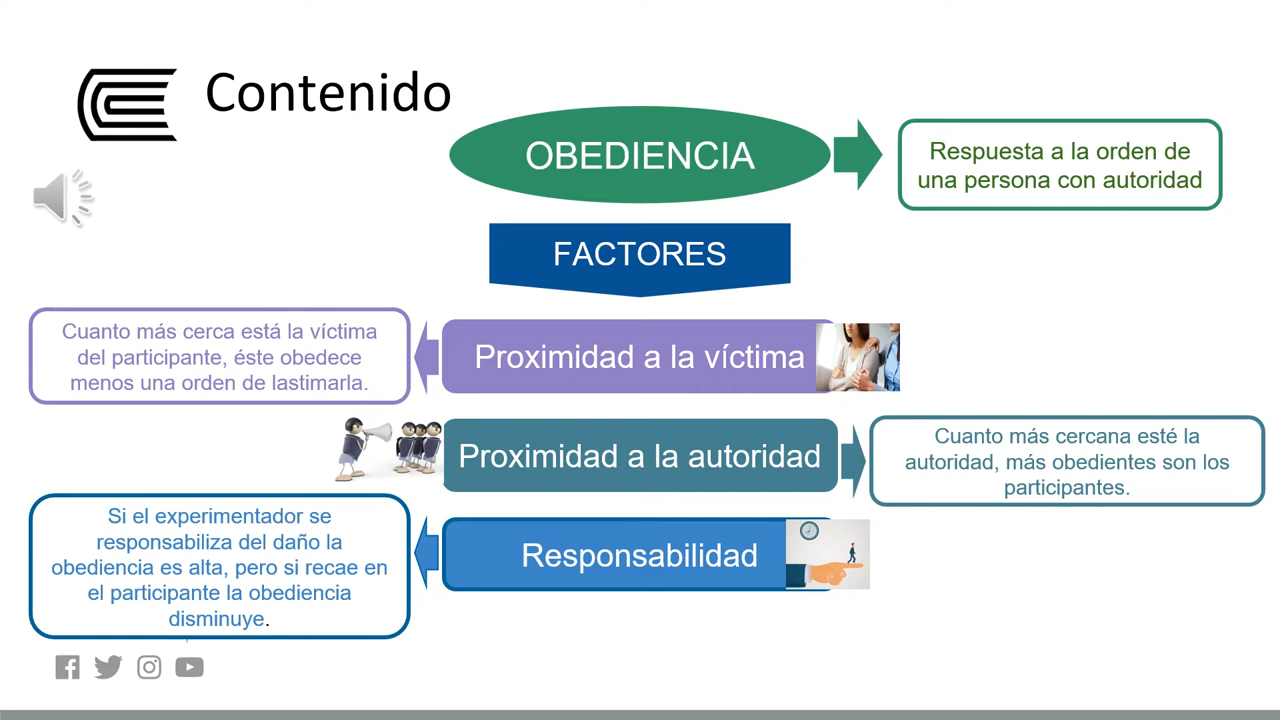 Contenido
OBEDIENCIA
Respuesta a la orden de
una persona con autoridad
FACTORES
Cuanto más cerca está la víctima
del participante, éste obedece
menos una orden de lastimarla.
Proximidad a la víctima
Proximidad a la autoridad
Cuanto más cercana esté la
autoridad, más obedientes son los
participantes.
Si el experimentador se
responsabiliza del daño la
obediencia es alta, pero si recae en
el participante la obediencia
disminuye.
Responsabilidad